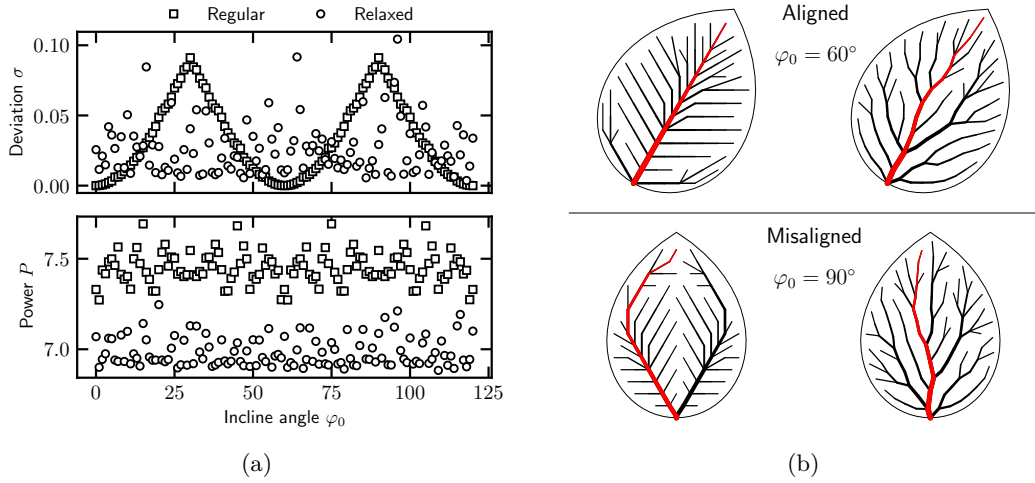 Regular Relaxed
0.10
0.05
0.00
Deviation σ
7.5
7.0
Power P
0 25 50 75 100 125
Incline angle φ₀
(a)
Aligned
φ₀ = 60°
Misaligned
φ₀ = 90°
(b)